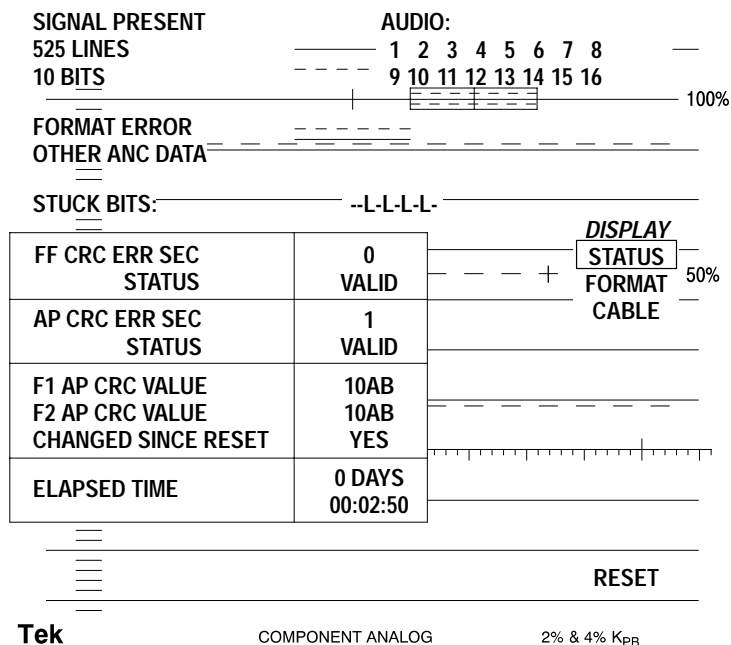 SIGNAL PRESENT AUDIO:
525 LINES 1 2 3 4 5 6 7 8
10 BITS 9 10 11 12 13 14 15 16
100%
FORMAT ERROR
OTHER ANC DATA
STUCK BITS: --L-L-L-L-
DISPLAY
STATUS
FORMAT
CABLE
50%
FF CRC ERR SEC 0
STATUS VALID
AP CRC ERR SEC 1
STATUS VALID
F1 AP CRC VALUE 10AB
F2 AP CRC VALUE 10AB
CHANGED SINCE RESET YES
ELAPSED TIME 0 DAYS
00:02:50
RESET
Tek COMPONENT ANALOG 2% & 4% KPB